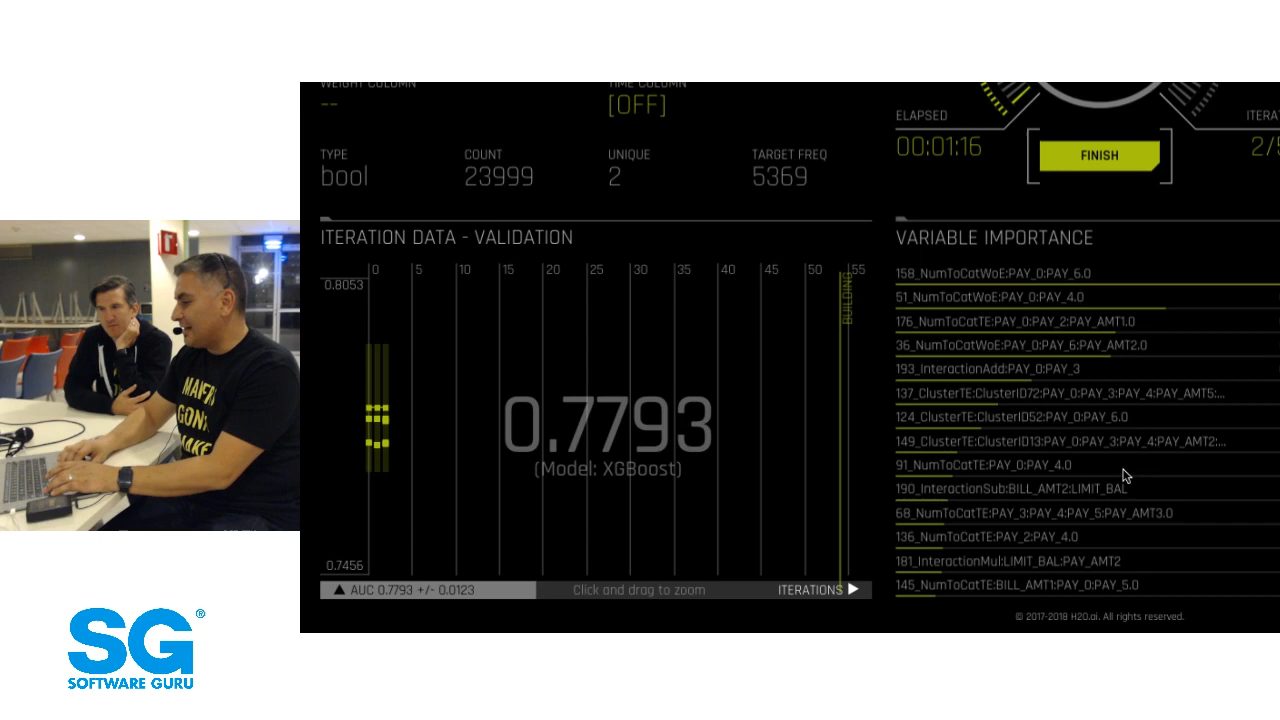 WEIGHT COLUMN
TIME COLUMN
--
[OFF]
TYPE
COUNT
UNIQUE
TARGET FREQ
bool
23999
2
5369
ELAPSED
00:01:16
FINISH
ITERATION DATA - VALIDATION
0 5 10 15 20 25 30 35 40 45 50 55
0.8053
BUILDING
0.7793
(Model: XGBoost)
0.7456
▲ AUC 0.7793 +/- 0.0123
Click and drag to zoom
ITERATIONS ▶
VARIABLE IMPORTANCE
158_NumToCatWoE:PAY_0:PAY_6.0
51_NumToCatWoE:PAY_0:PAY_4.0
176_NumToCatTE:PAY_0:PAY_2:PAY_AMT1.0
36_NumToCatWoE:PAY_0:PAY_6:PAY_AMT2.0
193_InteractionAdd:PAY_0:PAY_3
137_ClusterTE:ClusterID72:PAY_0:PAY_3:PAY_4:PAY_AMT5:...
124_ClusterTE:ClusterID52:PAY_0:PAY_6.0
149_ClusterTE:ClusterID13:PAY_0:PAY_3:PAY_4:PAY_AMT2:...
91_NumToCatTE:PAY_0:PAY_4.0
190_InteractionSub:BILL_AMT2:LIMIT_BAL
68_NumToCatTE:PAY_3:PAY_4:PAY_5:PAY_AMT3.0
136_NumToCatTE:PAY_2:PAY_4.0
181_InteractionMul:LIMIT_BAL:PAY_AMT2
145_NumToCatTE:BILL_AMT1:PAY_0:PAY_5.0
© 2017-2018 H2O.ai. All rights reserved.
SG®
SOFTWARE GURU